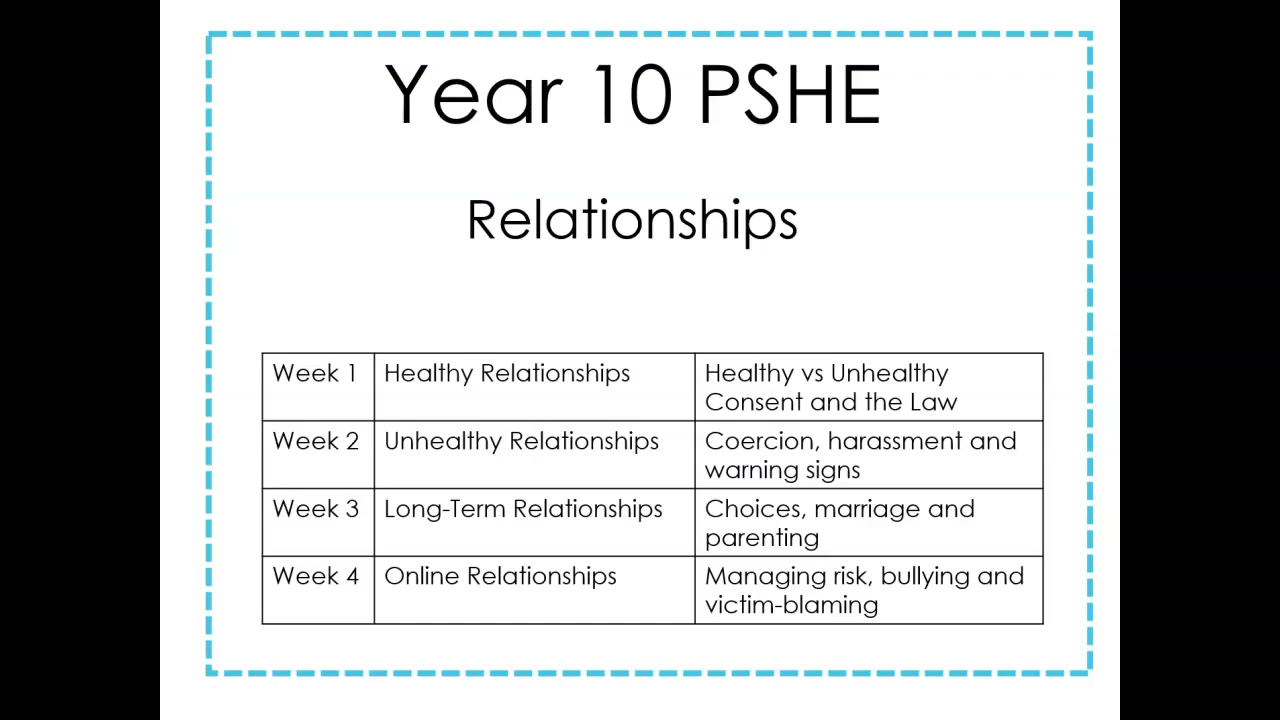 Year 10 PSHE
Relationships
Week 1 Healthy Relationships Healthy vs Unhealthy
Consent and the Law
Week 2 Unhealthy Relationships Coercion, harassment and
warning signs
Week 3 Long-Term Relationships Choices, marriage and
parenting
Week 4 Online Relationships Managing risk, bullying and
victim-blaming